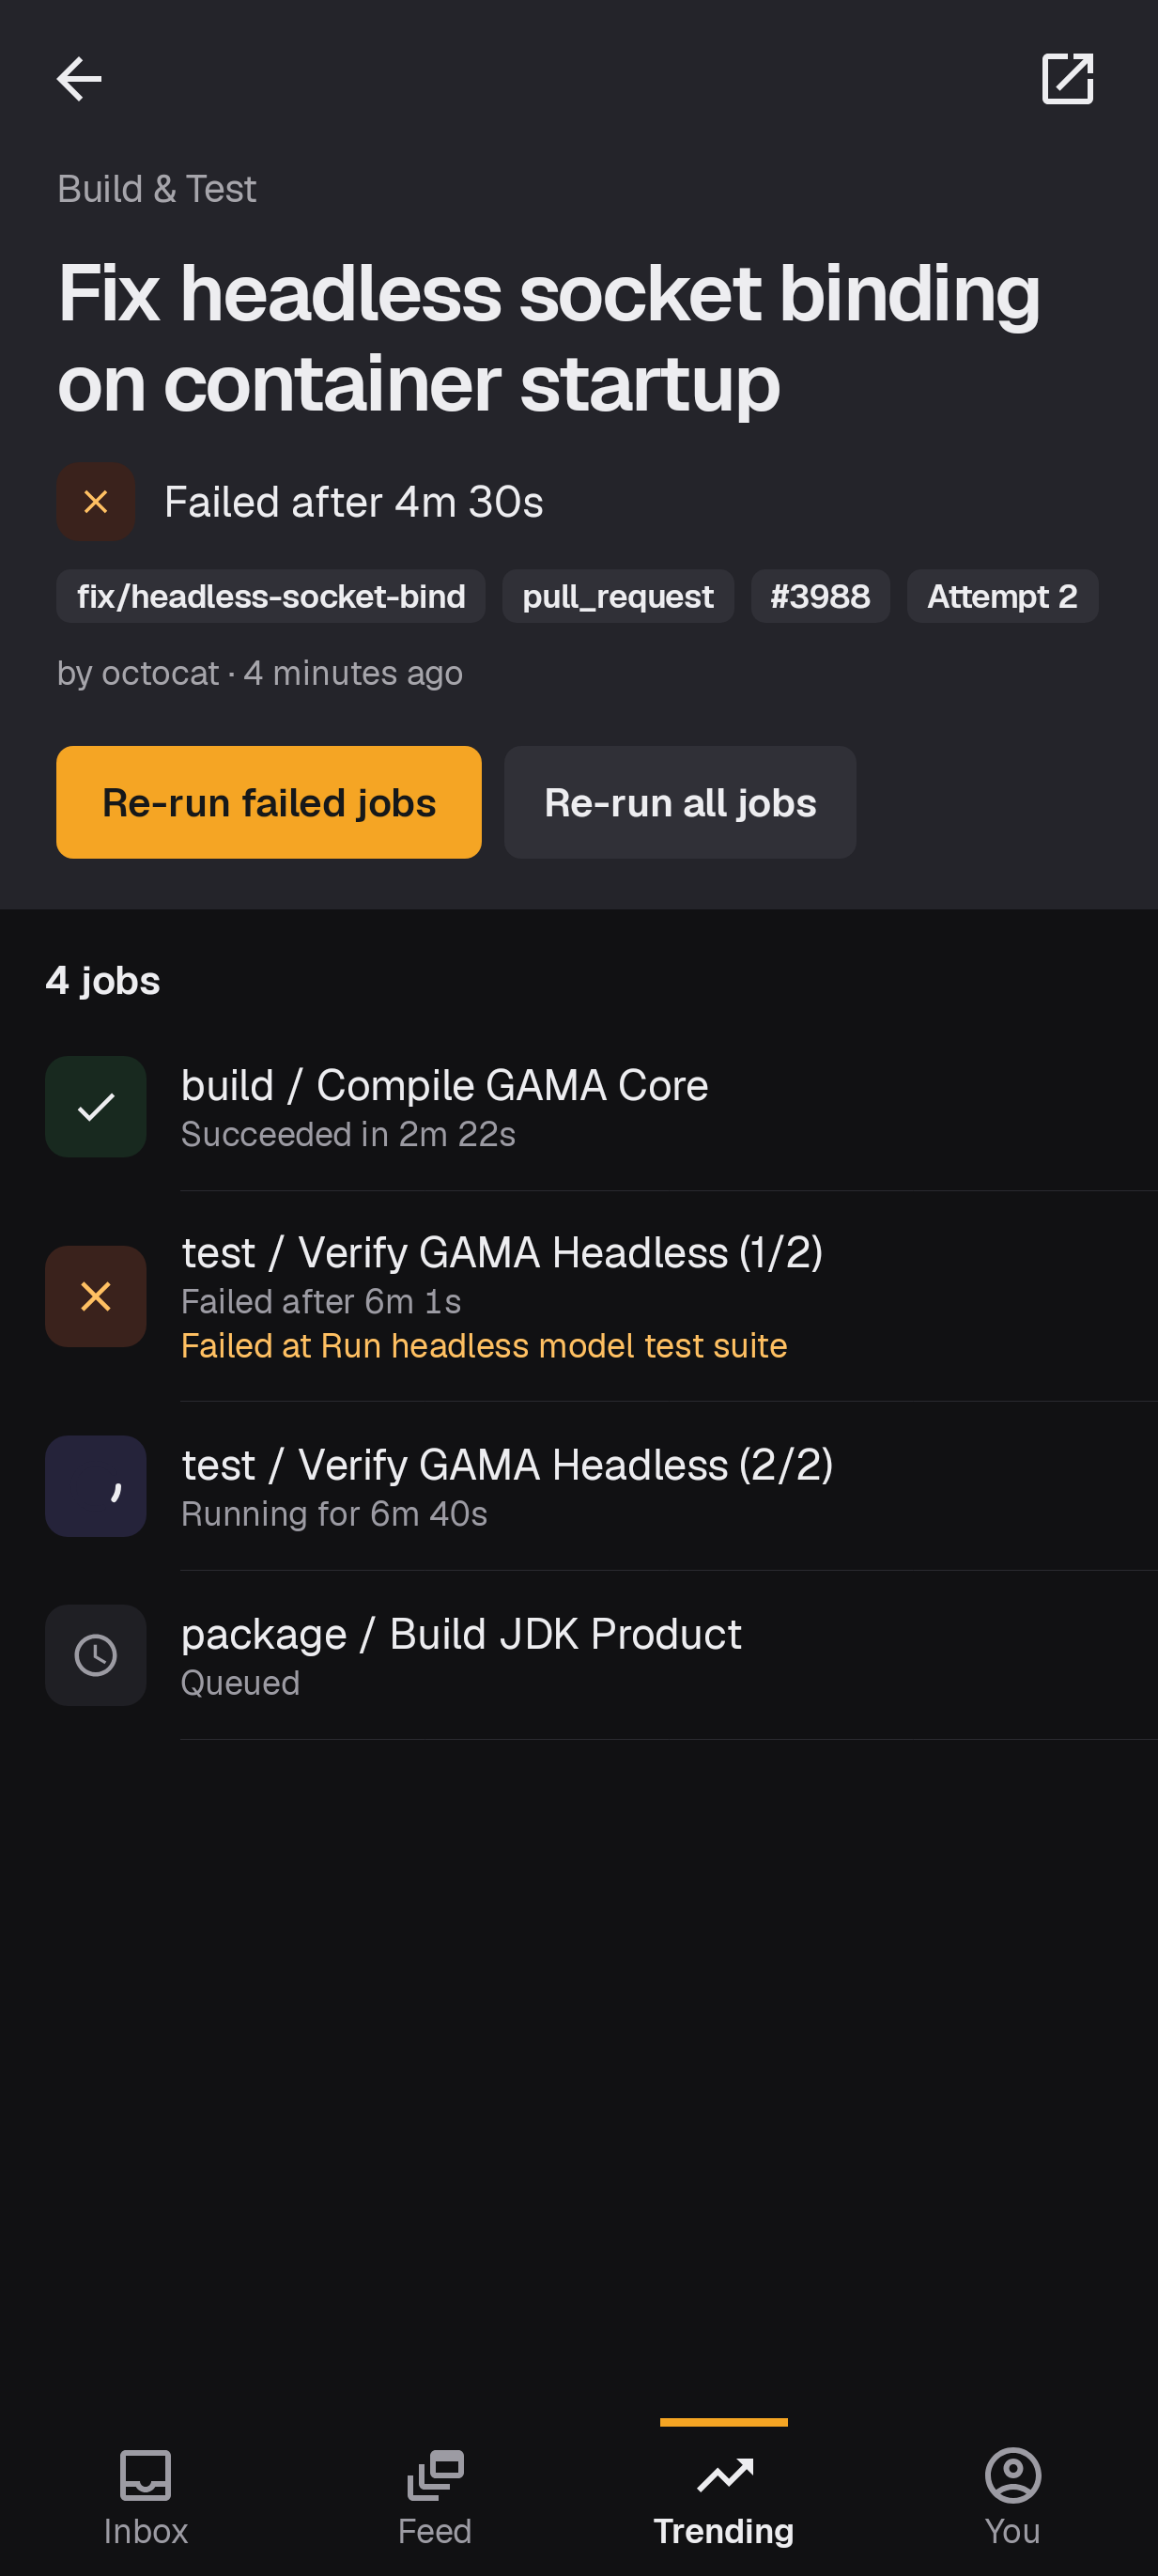 Build & Test
Fix headless socket binding
on container startup
Failed after 4m 30s
fix/headless-socket-bind pull_request #3988 Attempt 2
by octocat · 4 minutes ago
Re-run failed jobs Re-run all jobs
4 jobs
build / Compile GAMA Core
Succeeded in 2m 22s
test / Verify GAMA Headless (1/2)
Failed after 6m 1s
Failed at Run headless model test suite
test / Verify GAMA Headless (2/2)
Running for 6m 40s
package / Build JDK Product
Queued
Inbox Feed Trending You